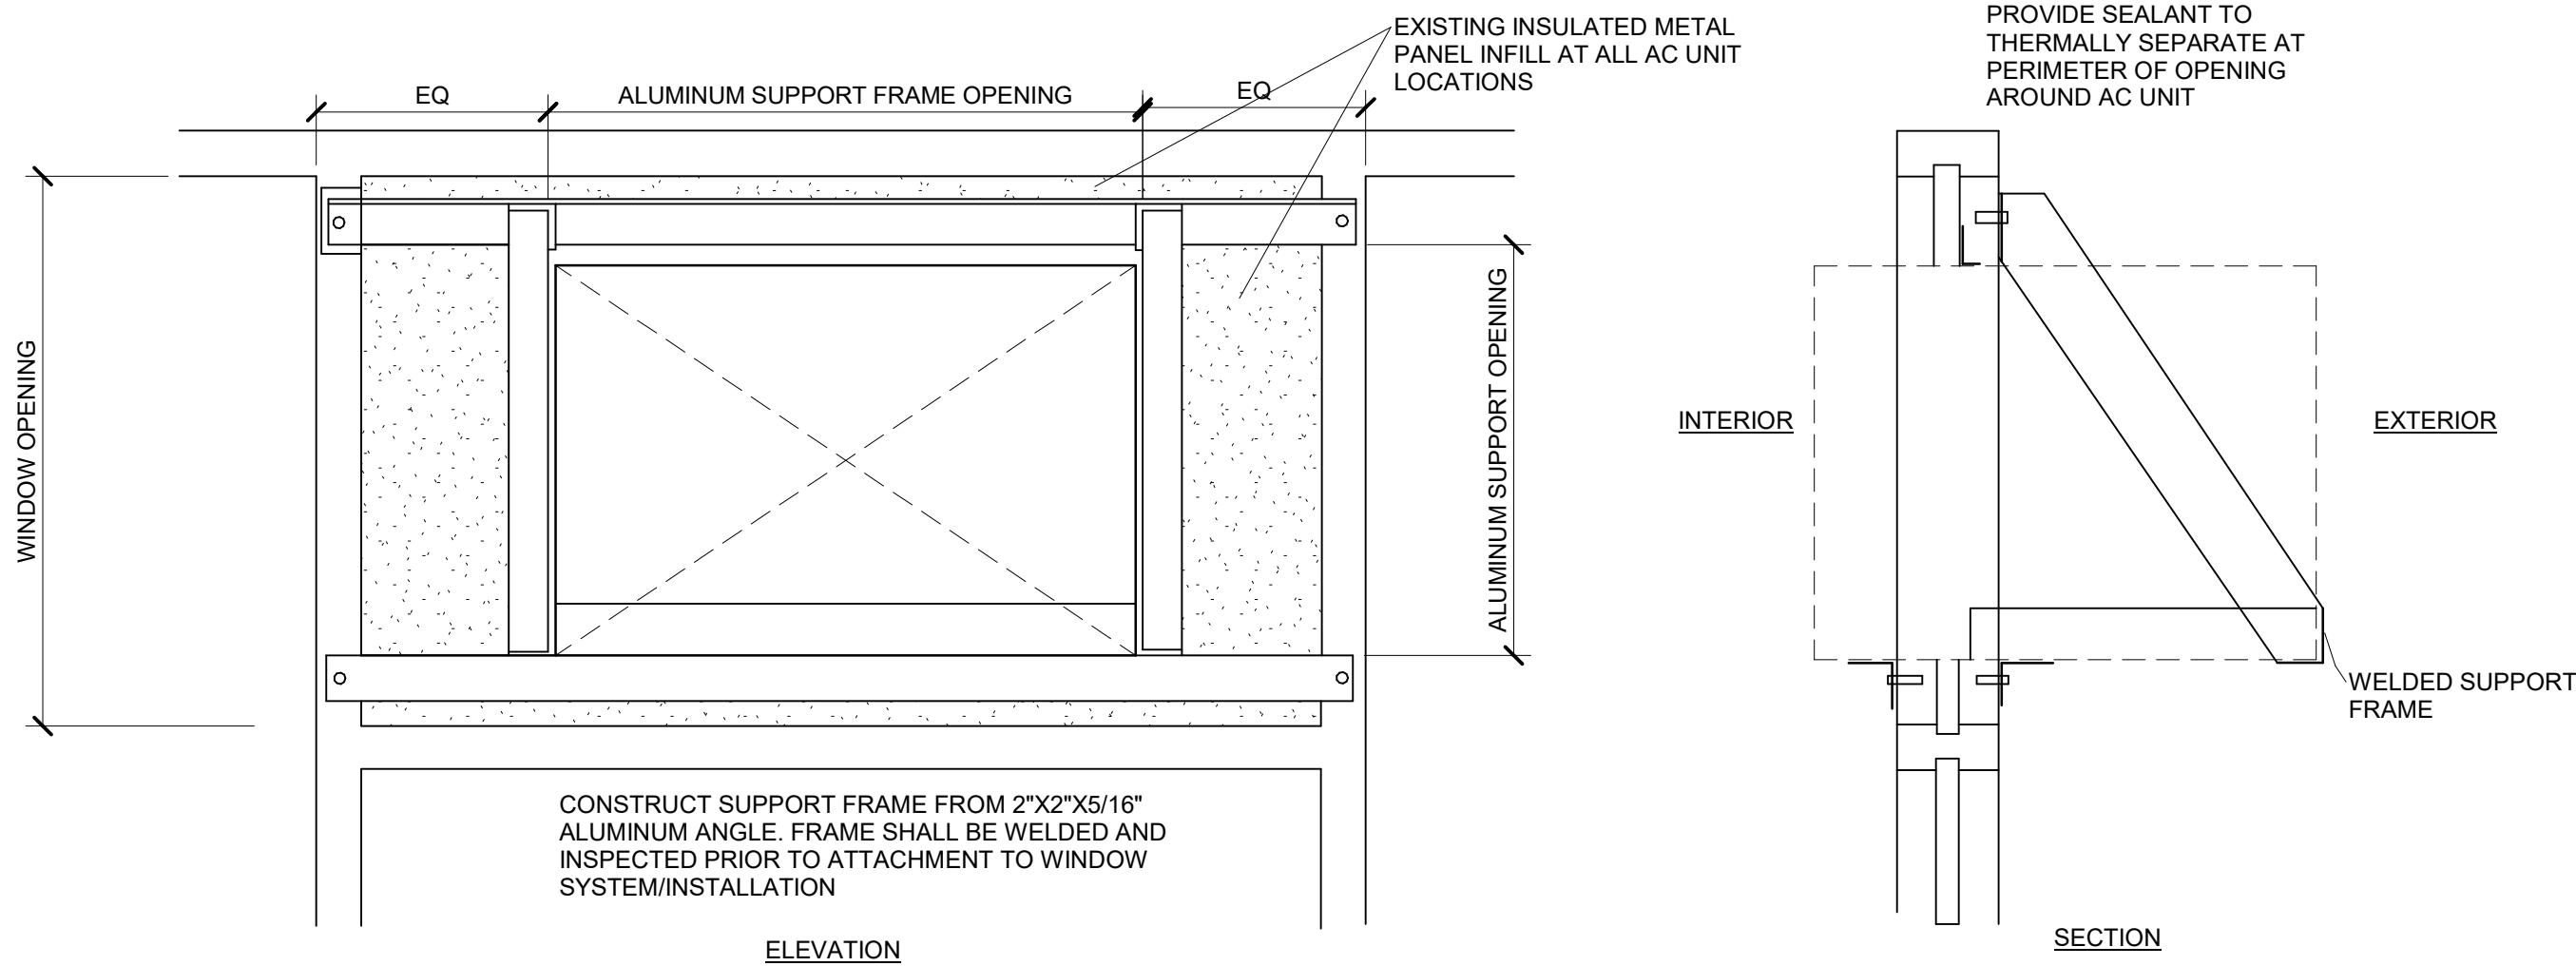 EXISTING INSULATED METAL
PANEL INFILL AT ALL AC UNIT
LOCATIONS
PROVIDE SEALANT TO
THERMALLY SEPARATE AT
PERIMETER OF OPENING
AROUND AC UNIT
EQ
ALUMINUM SUPPORT FRAME OPENING
EQ
WINDOW OPENING
ALUMINUM SUPPORT OPENING
INTERIOR
EXTERIOR
WELDED SUPPORT
FRAME
CONSTRUCT SUPPORT FRAME FROM 2"X2"X5/16"
ALUMINUM ANGLE. FRAME SHALL BE WELDED AND
INSPECTED PRIOR TO ATTACHMENT TO WINDOW
SYSTEM/INSTALLATION
ELEVATION
SECTION